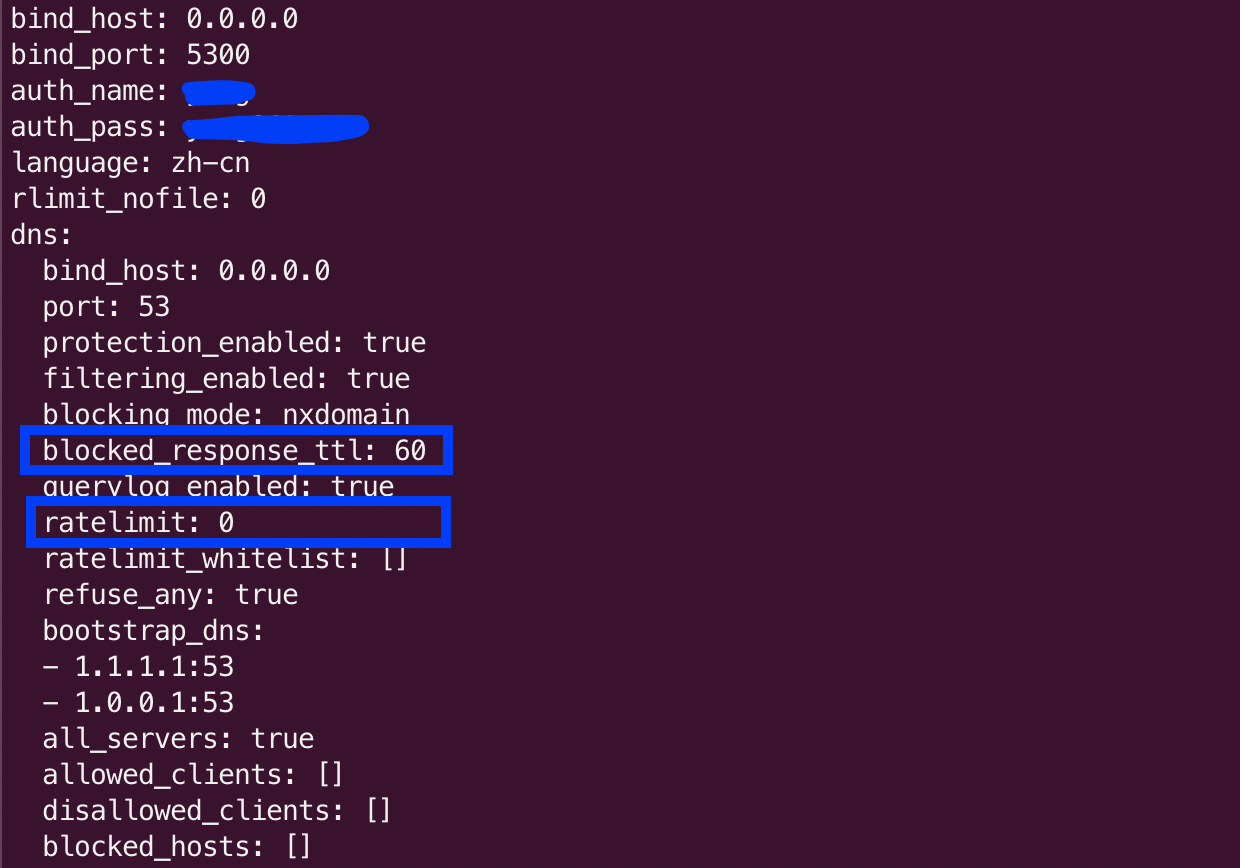 bind_host: 0.0.0.0
bind_port: 5300
auth_name:
auth_pass:
language: zh-cn
rlimit_nofile: 0
dns:
  bind_host: 0.0.0.0
  port: 53
  protection_enabled: true
  filtering_enabled: true
  blocking_mode: nxdomain
  blocked_response_ttl: 60
  querylog_enabled: true
  ratelimit: 0
  ratelimit_whitelist: []
  refuse_any: true
  bootstrap_dns:
  - 1.1.1.1:53
  - 1.0.0.1:53
  all_servers: true
  allowed_clients: []
  disallowed_clients: []
  blocked_hosts: []